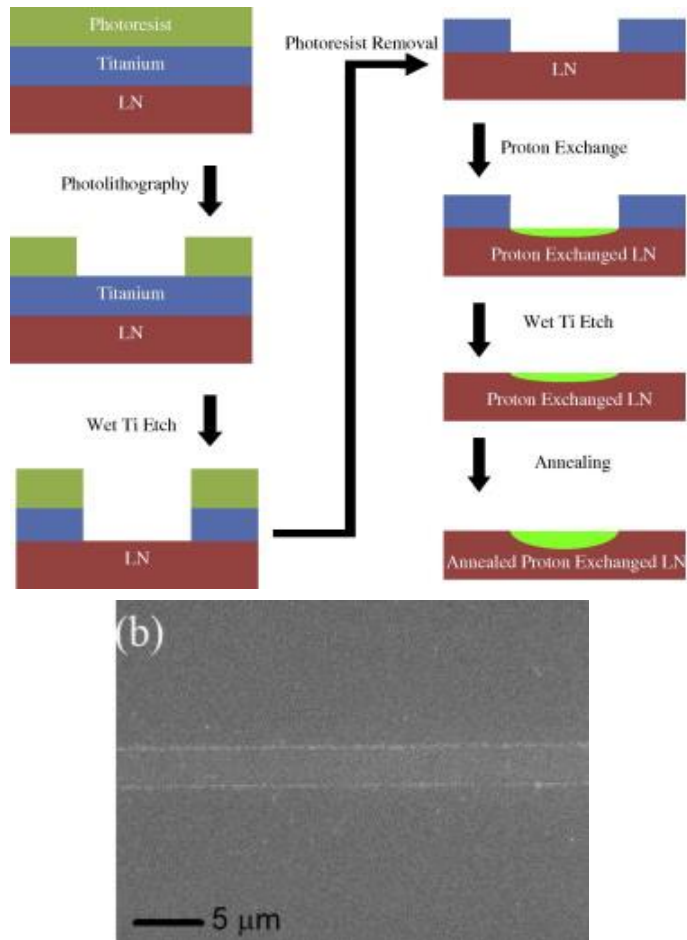 Photoresist
Titanium
LN
Photolithography
Titanium
LN
Wet Ti Etch
LN
Photoresist Removal
LN
Proton Exchange
Proton Exchanged LN
Wet Ti Etch
Proton Exchanged LN
Annealing
Annealed Proton Exchanged LN
(b)
5 μm